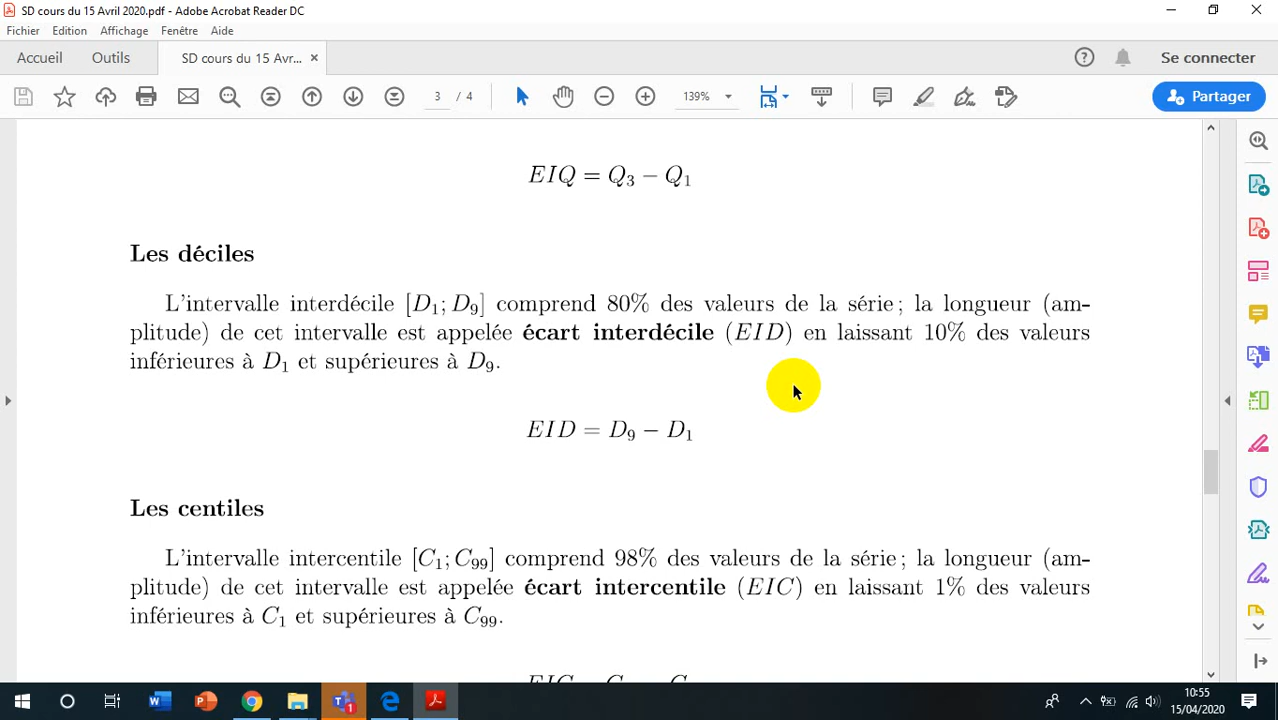 SD cours du 15 Avril 2020.pdf - Adobe Acrobat Reader DC
Fichier Edition Affichage Fenêtre Aide
Accueil Outils SD cours du 15 Avr... × Se connecter
3 / 4 139% Partager
EIQ = Q₃ − Q₁
Les déciles
L'intervalle interdécile [D₁; D₉] comprend 80% des valeurs de la série ; la longueur (am-
plitude) de cet intervalle est appelée écart interdécile (EID) en laissant 10% des valeurs
inférieures à D₁ et supérieures à D₉.
EID = D₉ − D₁
Les centiles
L'intervalle intercentile [C₁; C₉₉] comprend 98% des valeurs de la série ; la longueur (am-
plitude) de cet intervalle est appelée écart intercentile (EIC) en laissant 1% des valeurs
inférieures à C₁ et supérieures à C₉₉.
10:55
15/04/2020